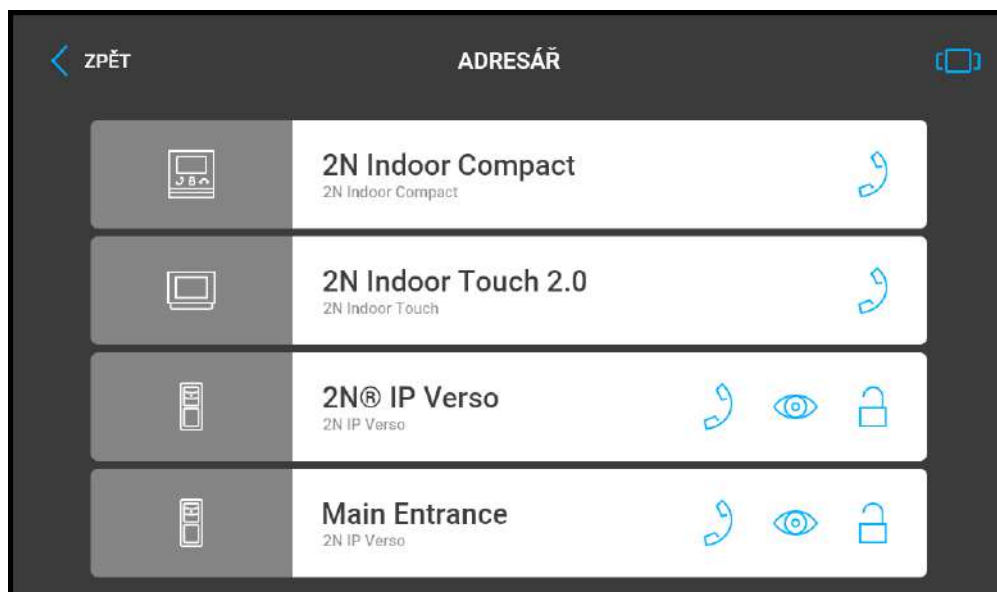 ZPĚT
ADRESÁŘ
2N Indoor Compact
2N Indoor Compact
2N Indoor Touch 2.0
2N Indoor Touch
2N® IP Verso
2N IP Verso
Main Entrance
2N IP Verso